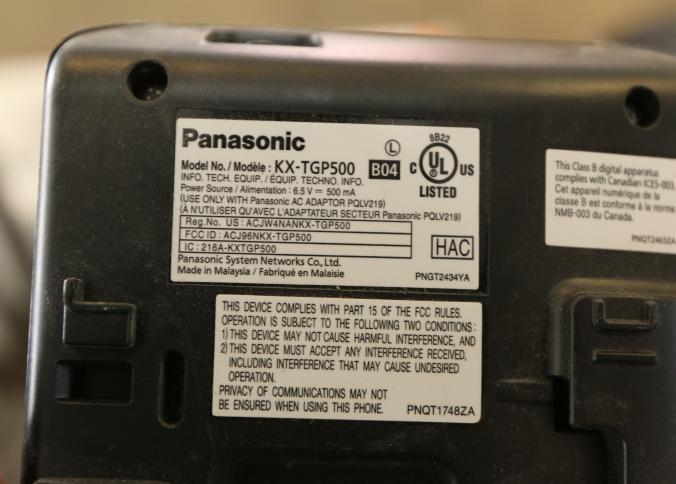 Panasonic
Model No. / Modèle : KX-TGP500 B04
INFO. TECH. EQUIP. / ÉQUIP. TECHNO. INFO.
Power Source / Alimentation : 6.5 V⎓ 500 mA
(USE ONLY WITH Panasonic AC ADAPTOR PQLV219)
(À N'UTILISER QU'AVEC L'ADAPTATEUR SECTEUR Panasonic PQLV219)
Reg.No. US : ACJW4NANKX-TGP500
FCC ID : ACJ96NKX-TGP500
IC : 216A-KXTGP500
Panasonic System Networks Co., Ltd.
Made in Malaysia / Fabriqué en Malaisie
L
8B22
C UL US
LISTED
HAC
PNGT2434YA
This Class B digital apparatus
complies with Canadian ICES-003.
Cet appareil numérique de la
classe B est conforme à la norme
NMB-003 du Canada.
PNQT2465ZA
THIS DEVICE COMPLIES WITH PART 15 OF THE FCC RULES.
OPERATION IS SUBJECT TO THE FOLLOWING TWO CONDITIONS :
1) THIS DEVICE MAY NOT CAUSE HARMFUL INTERFERENCE, AND
2) THIS DEVICE MUST ACCEPT ANY INTERFERENCE RECEIVED,
INCLUDING INTERFERENCE THAT MAY CAUSE UNDESIRED
OPERATION.
PRIVACY OF COMMUNICATIONS MAY NOT
BE ENSURED WHEN USING THIS PHONE.
PNQT1748ZA